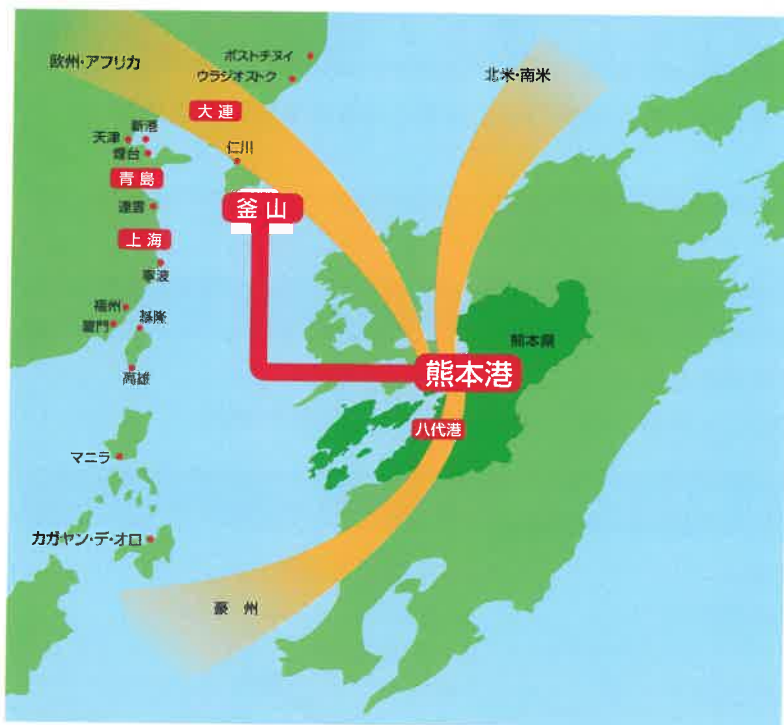 欧州・アフリカ
ボストチヌイ
ウラジオストク
北米・南米
大連
新港
天津
煙台
仁川
青島
連雲
釜山
上海
寧波
福州
基隆
廈門
熊本県
高雄
熊本港
八代港
マニラ
カガヤン・デ・オロ
豪州